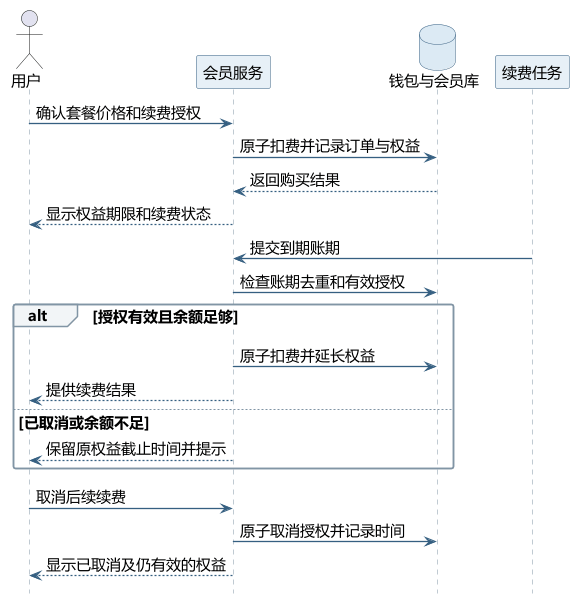 用户
会员服务
钱包与会员库
续费任务
确认套餐价格和续费授权
原子扣费并记录订单与权益
返回购买结果
显示权益期限和续费状态
提交到期账期
检查账期去重和有效授权
alt [授权有效且余额足够]
原子扣费并延长权益
提供续费结果
[已取消或余额不足]
保留原权益截止时间并提示
取消后续续费
原子取消授权并记录时间
显示已取消及仍有效的权益